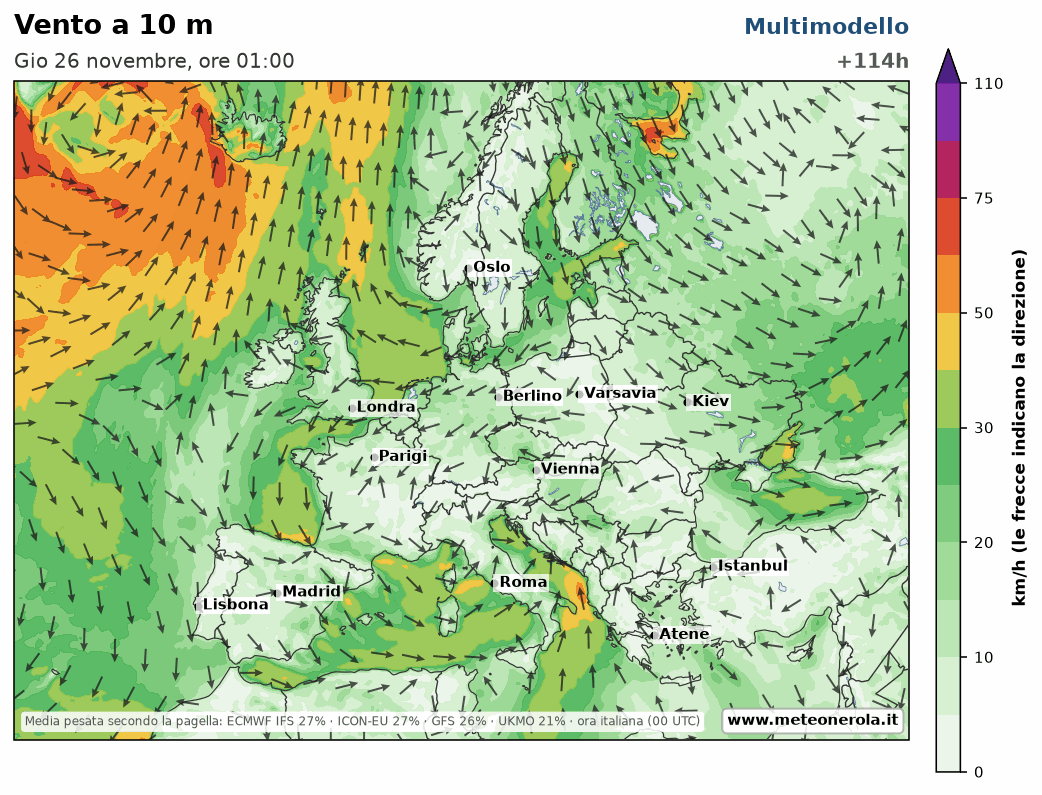 Vento a 10 m
Multimodello
Gio 26 novembre, ore 01:00
+114h
110
75
50
30
20
10
0
km/h (le frecce indicano la direzione)
Oslo
Berlino
Varsavia
Kiev
Londra
Parigi
Vienna
Istanbul
Roma
Madrid
Lisbona
Atene
Media pesata secondo la pagella: ECMWF IFS 27% · ICON-EU 27% · GFS 26% · UKMO 21% · ora italiana (00 UTC)
www.meteonerola.it